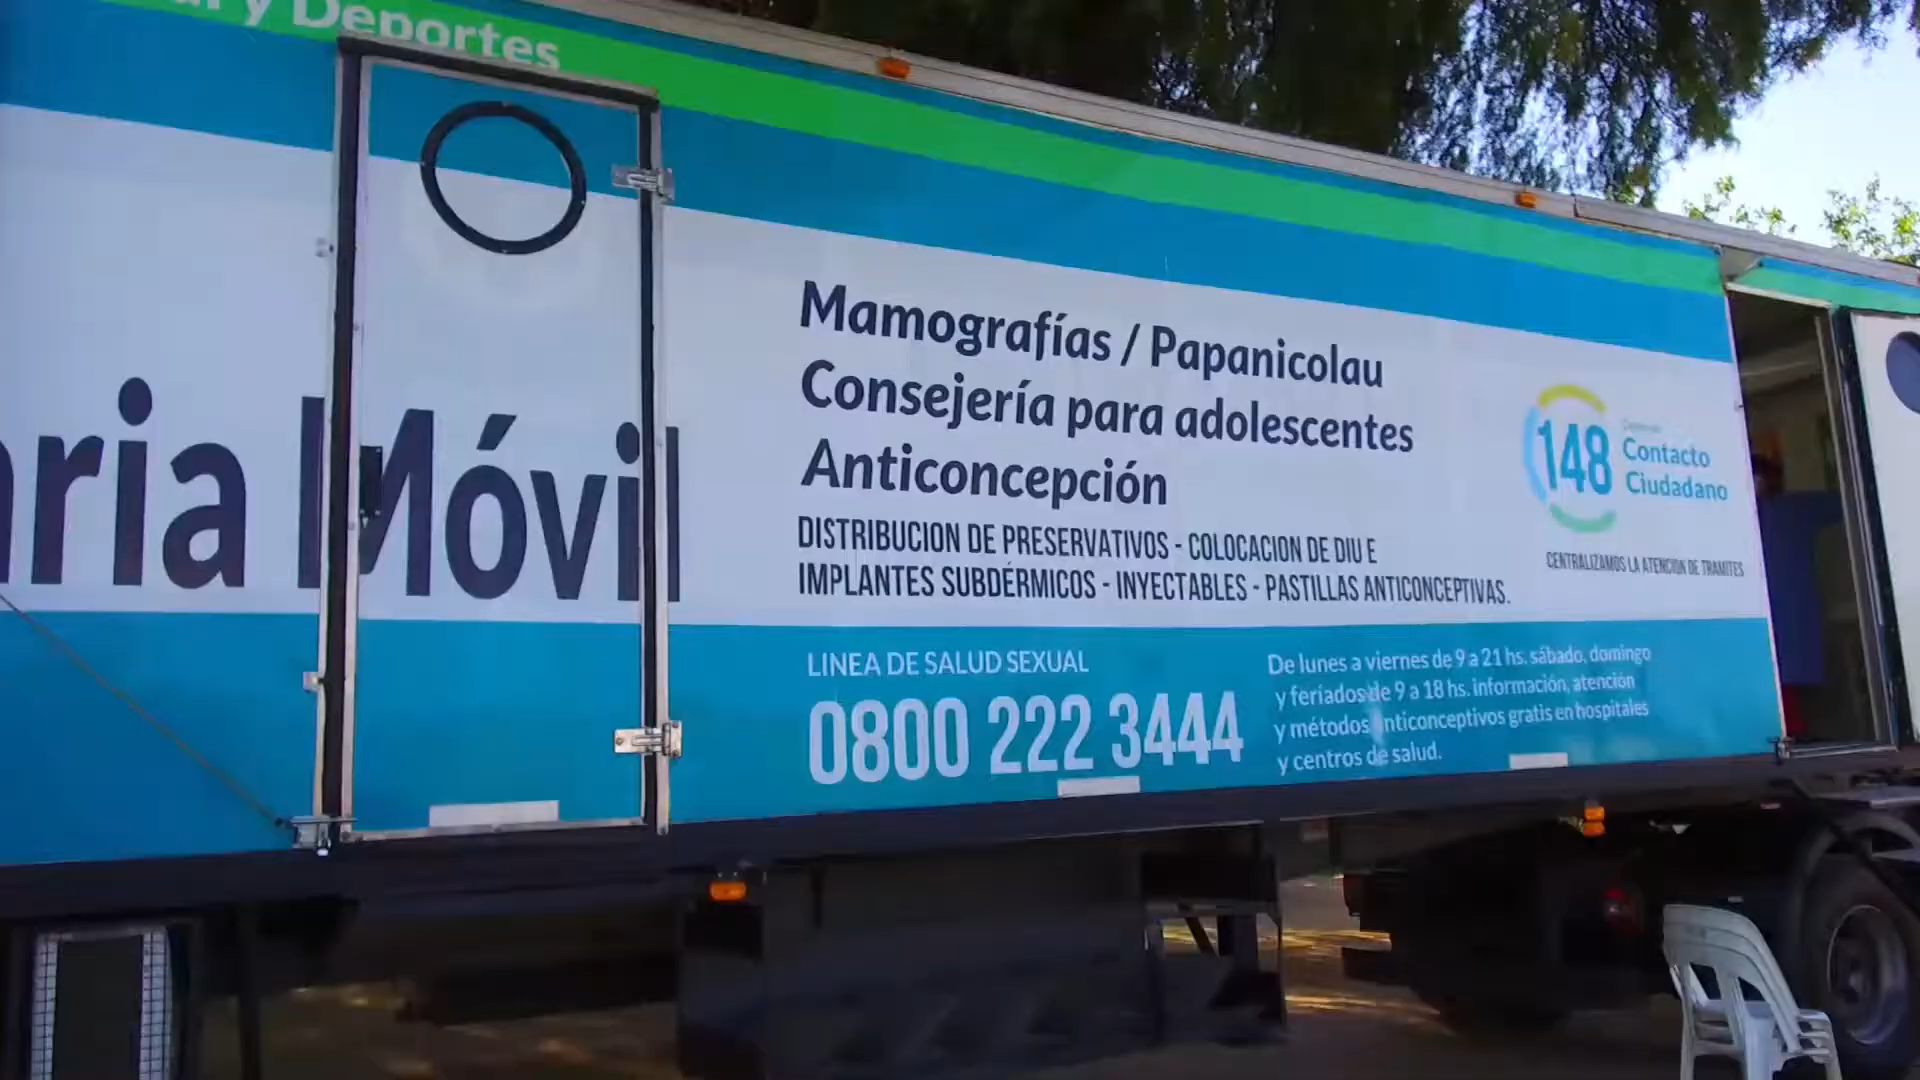 y Deportes
Móvil
Mamografías / Papanicolau
Consejería para adolescentes
Anticoncepción
DISTRIBUCION DE PRESERVATIVOS - COLOCACION DE DIU E
IMPLANTES SUBDÉRMICOS - INYECTABLES - PASTILLAS ANTICONCEPTIVAS.
148
Contacto
Ciudadano
CENTRALIZAMOS LA ATENCION DE TRAMITES
LINEA DE SALUD SEXUAL
0800 222 3444
De lunes a viernes de 9 a 21 hs. sábado, domingo
y feriados de 9 a 18 hs. información, atención
y métodos anticonceptivos gratis en hospitales
y centros de salud.